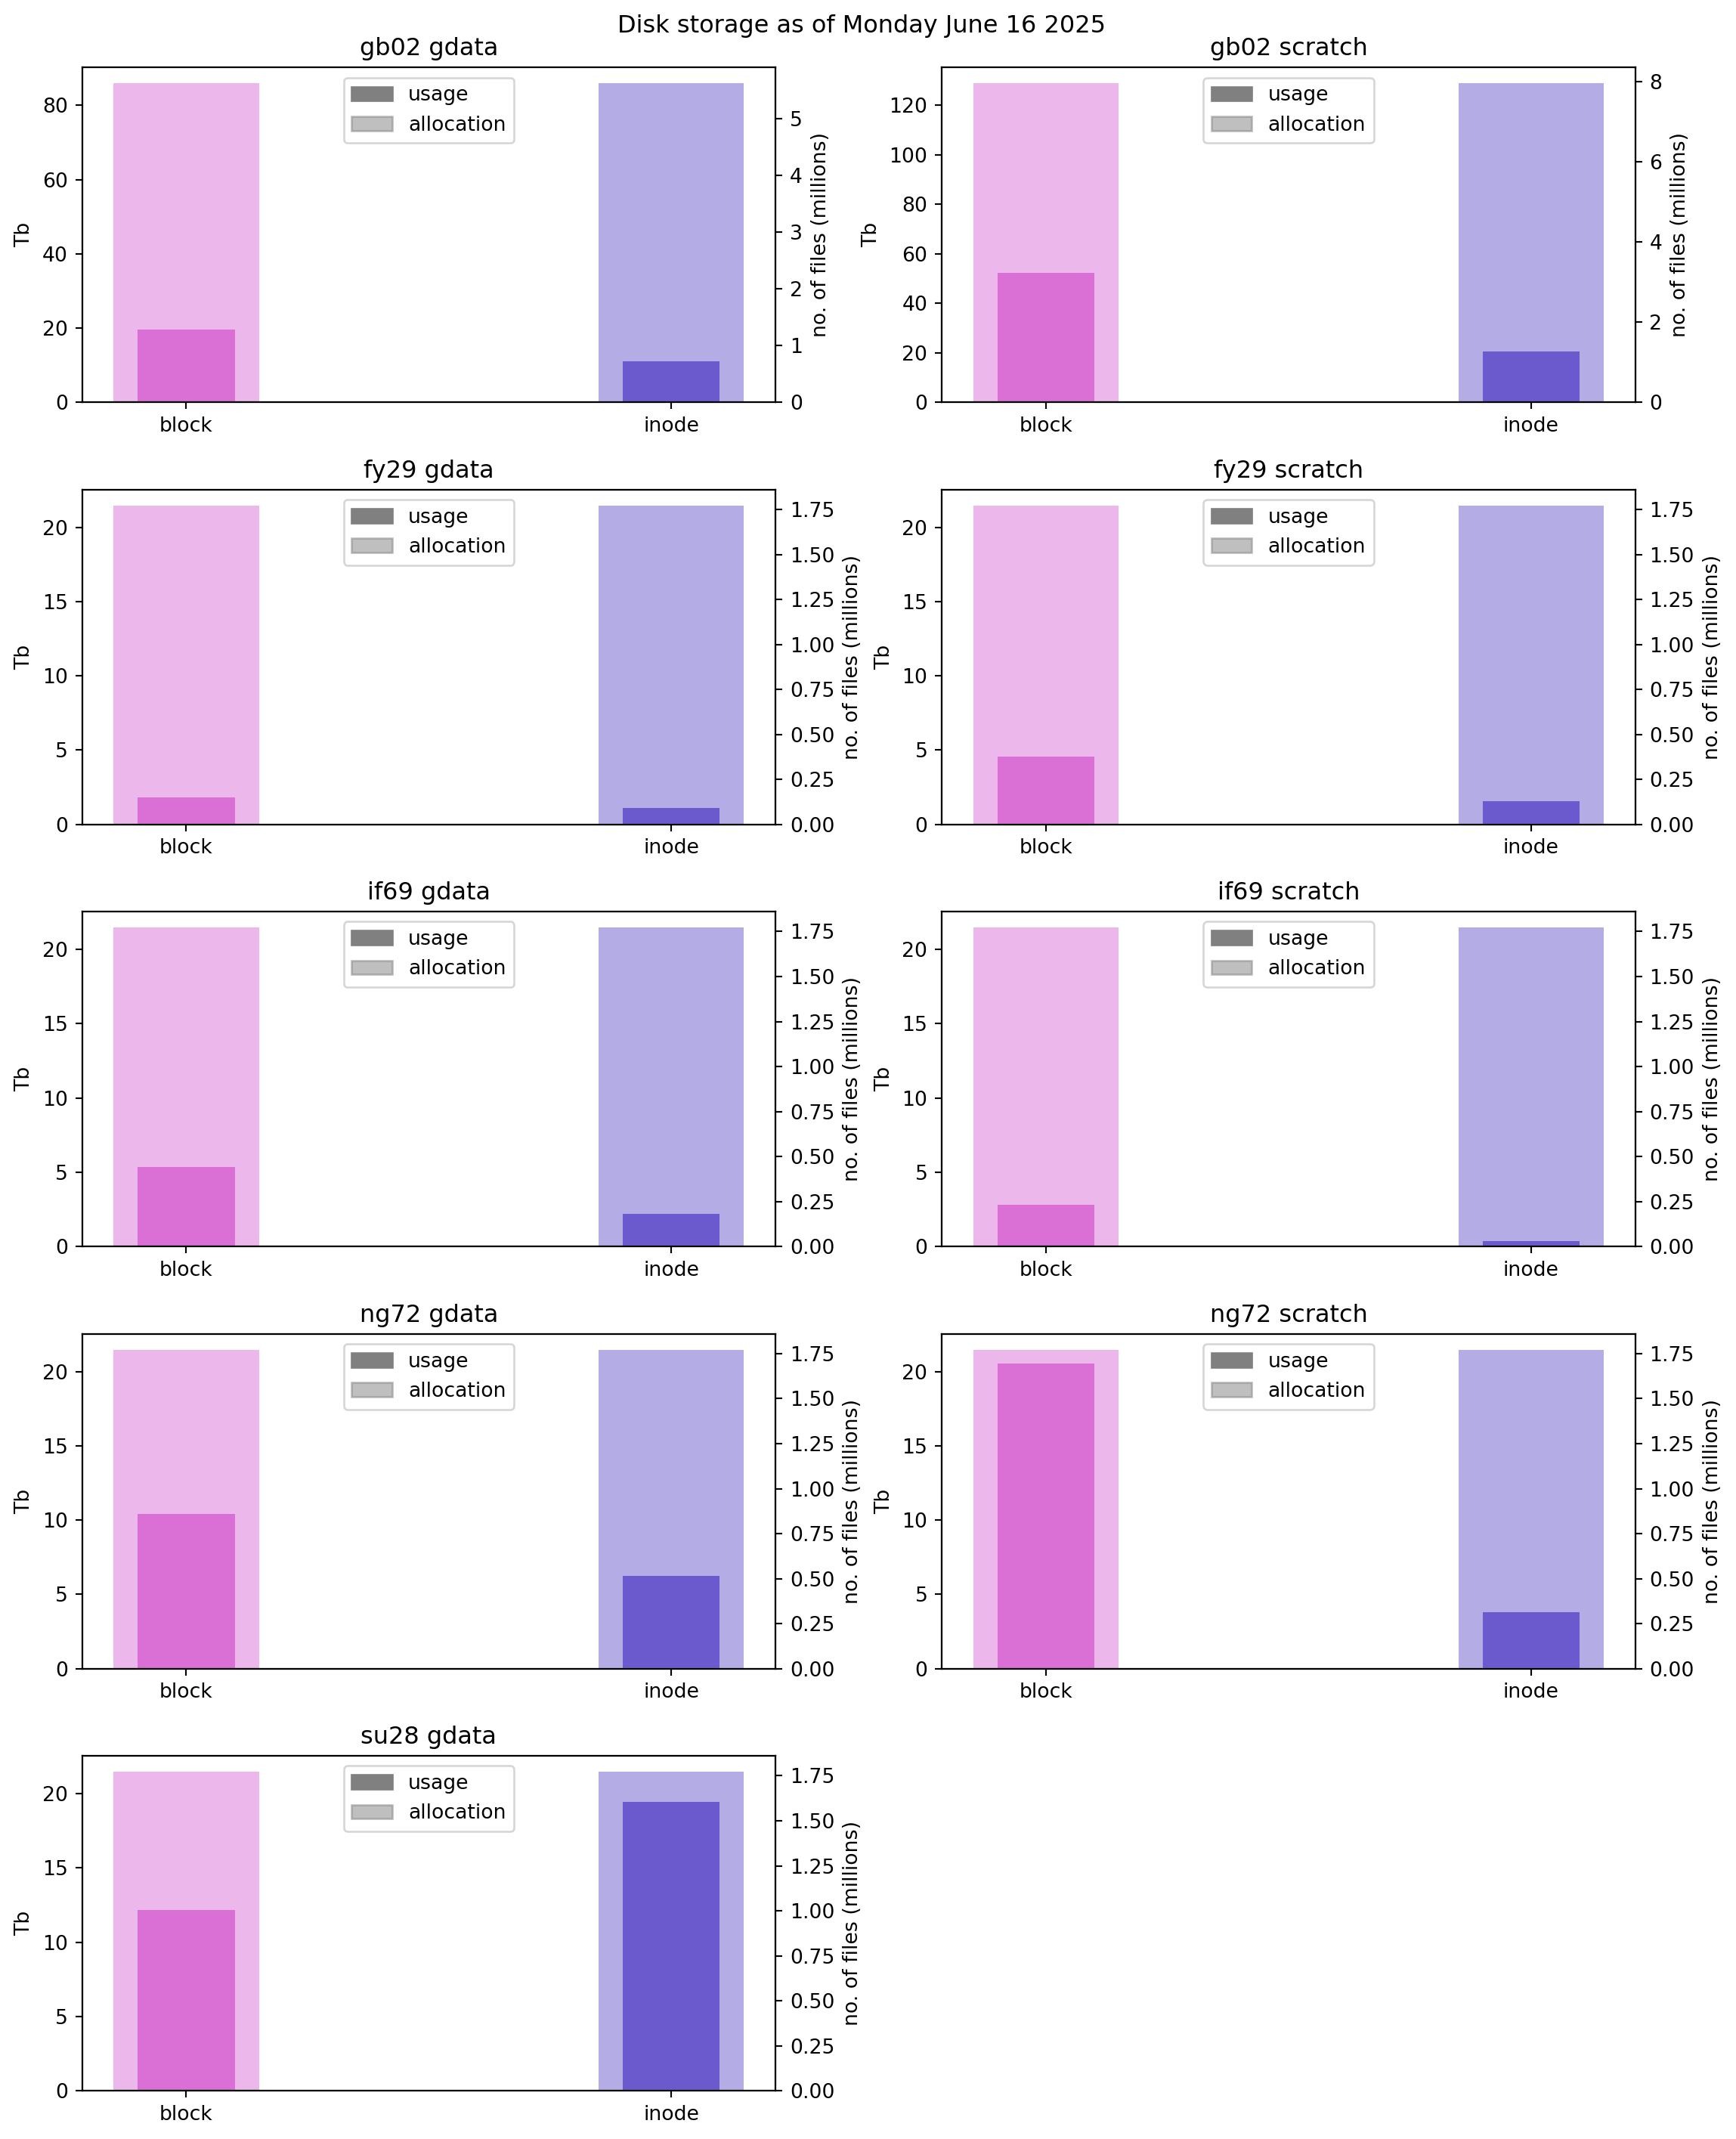 Disk storage as of Monday June 16 2025
gb02 gdata
usage
allocation
80
60
40
20
0
Tb
5
4
3
2
1
0
no. of files (millions)
block
inode
gb02 scratch
usage
allocation
120
100
80
60
40
20
0
Tb
8
6
4
2
0
no. of files (millions)
block
inode
fy29 gdata
usage
allocation
20
15
10
5
0
Tb
1.75
1.50
1.25
1.00
0.75
0.50
0.25
0.00
no. of files (millions)
block
inode
fy29 scratch
usage
allocation
20
15
10
5
0
Tb
1.75
1.50
1.25
1.00
0.75
0.50
0.25
0.00
no. of files (millions)
block
inode
if69 gdata
usage
allocation
20
15
10
5
0
Tb
1.75
1.50
1.25
1.00
0.75
0.50
0.25
0.00
no. of files (millions)
block
inode
if69 scratch
usage
allocation
20
15
10
5
0
Tb
1.75
1.50
1.25
1.00
0.75
0.50
0.25
0.00
no. of files (millions)
block
inode
ng72 gdata
usage
allocation
20
15
10
5
0
Tb
1.75
1.50
1.25
1.00
0.75
0.50
0.25
0.00
no. of files (millions)
block
inode
ng72 scratch
usage
allocation
20
15
10
5
0
Tb
1.75
1.50
1.25
1.00
0.75
0.50
0.25
0.00
no. of files (millions)
block
inode
su28 gdata
usage
allocation
20
15
10
5
0
Tb
1.75
1.50
1.25
1.00
0.75
0.50
0.25
0.00
no. of files (millions)
block
inode